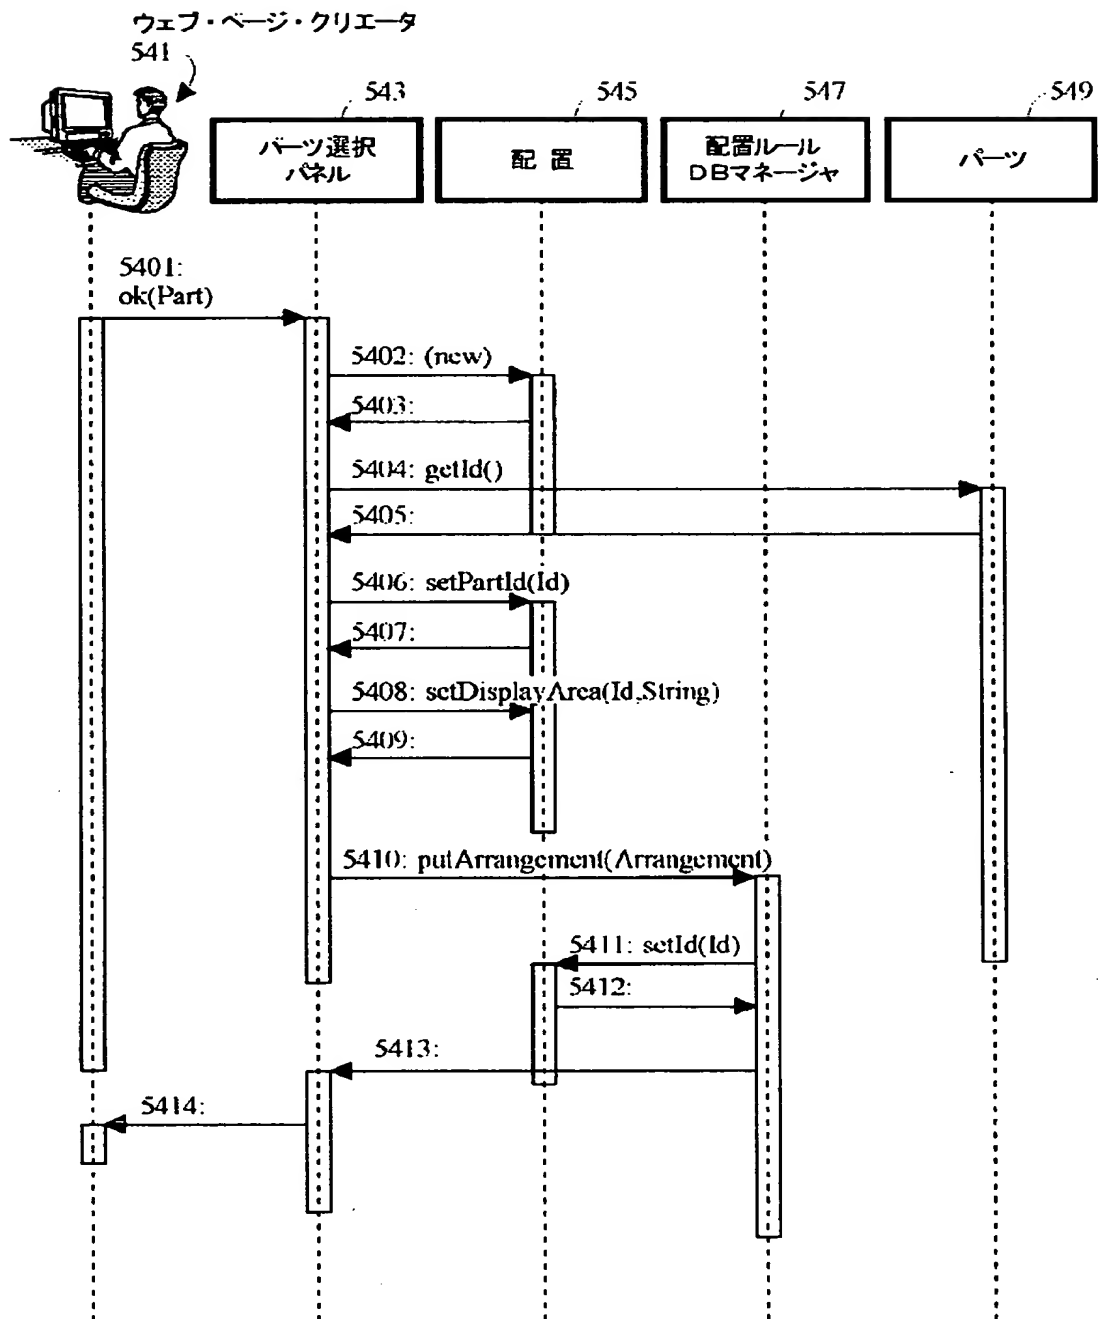 ウェブ・ページ・クリエータ
541
543
545
547
549
パーツ選択
パネル
配置
配置ルール
DBマネージャ
パーツ
5401:
ok(Part)
5402: (new)
5403:
5404: getId()
5405:
5406: setPartId(Id)
5407:
5408: setDisplayArea(Id,String)
5409:
5410: putArrangement(Arrangement)
5411: setId(Id)
5412:
5413:
5414: